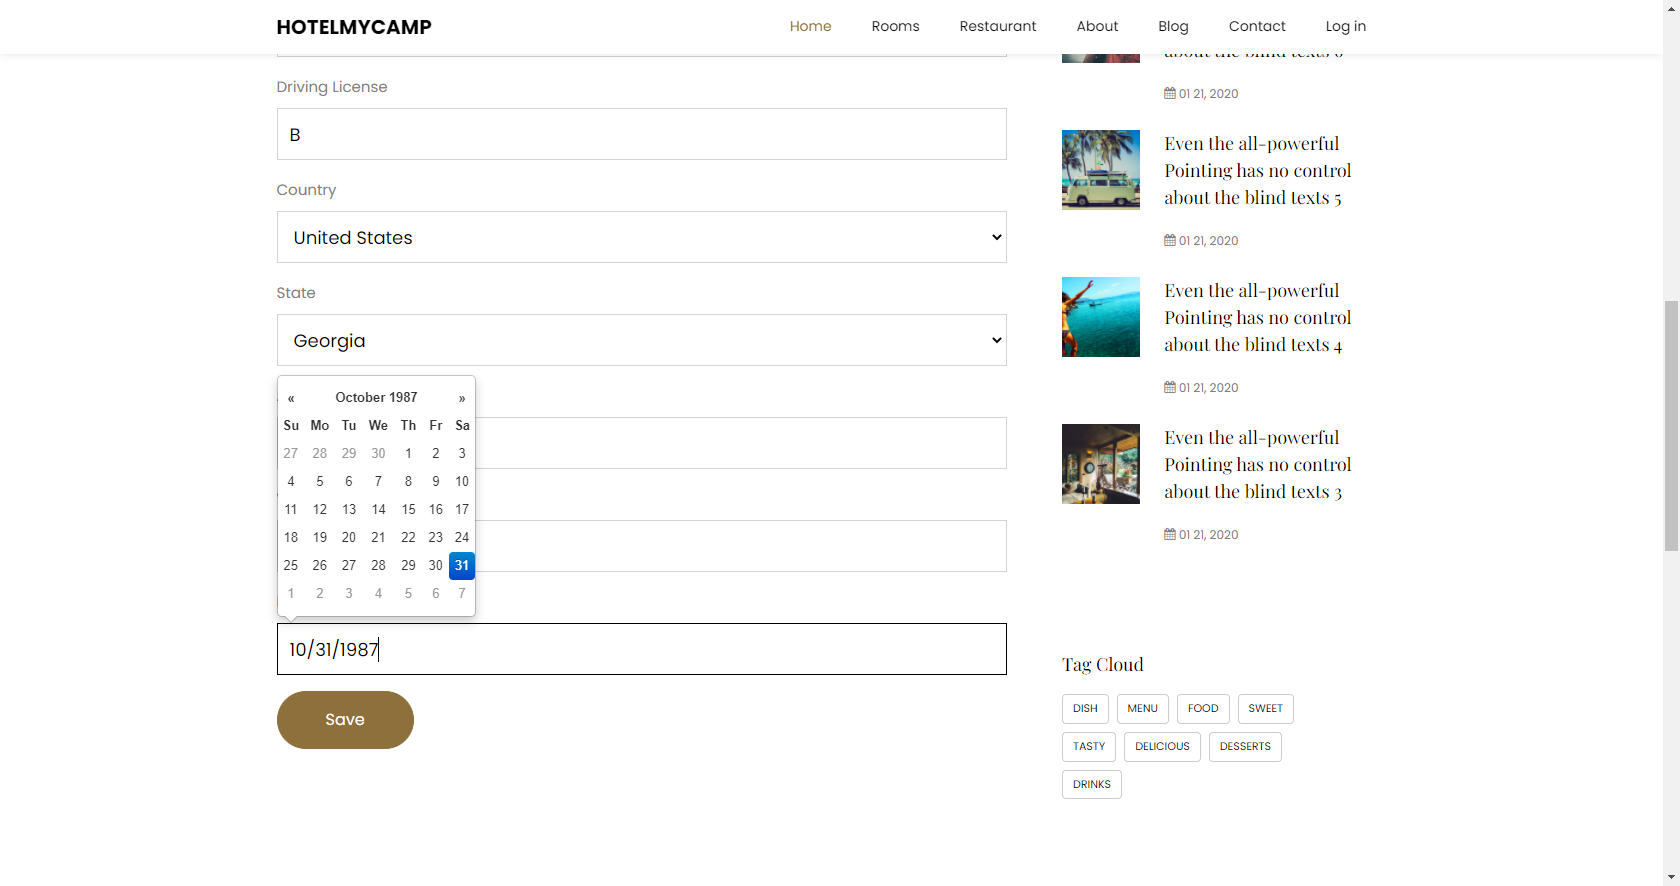 HOTELMYCAMP
Home Rooms Restaurant About Blog Contact Log in
Driving License
B
Country
United States
State
Georgia
« October 1987 »
Su Mo Tu We Th Fr Sa
27 28 29 30 1 2 3
4 5 6 7 8 9 10
11 12 13 14 15 16 17
18 19 20 21 22 23 24
25 26 27 28 29 30 31
1 2 3 4 5 6 7
10/31/1987
Save
about the blind texts 6
01 21, 2020
Even the all-powerful
Pointing has no control
about the blind texts 5
01 21, 2020
Even the all-powerful
Pointing has no control
about the blind texts 4
01 21, 2020
Even the all-powerful
Pointing has no control
about the blind texts 3
01 21, 2020
Tag Cloud
DISH MENU FOOD SWEET
TASTY DELICIOUS DESSERTS
DRINKS